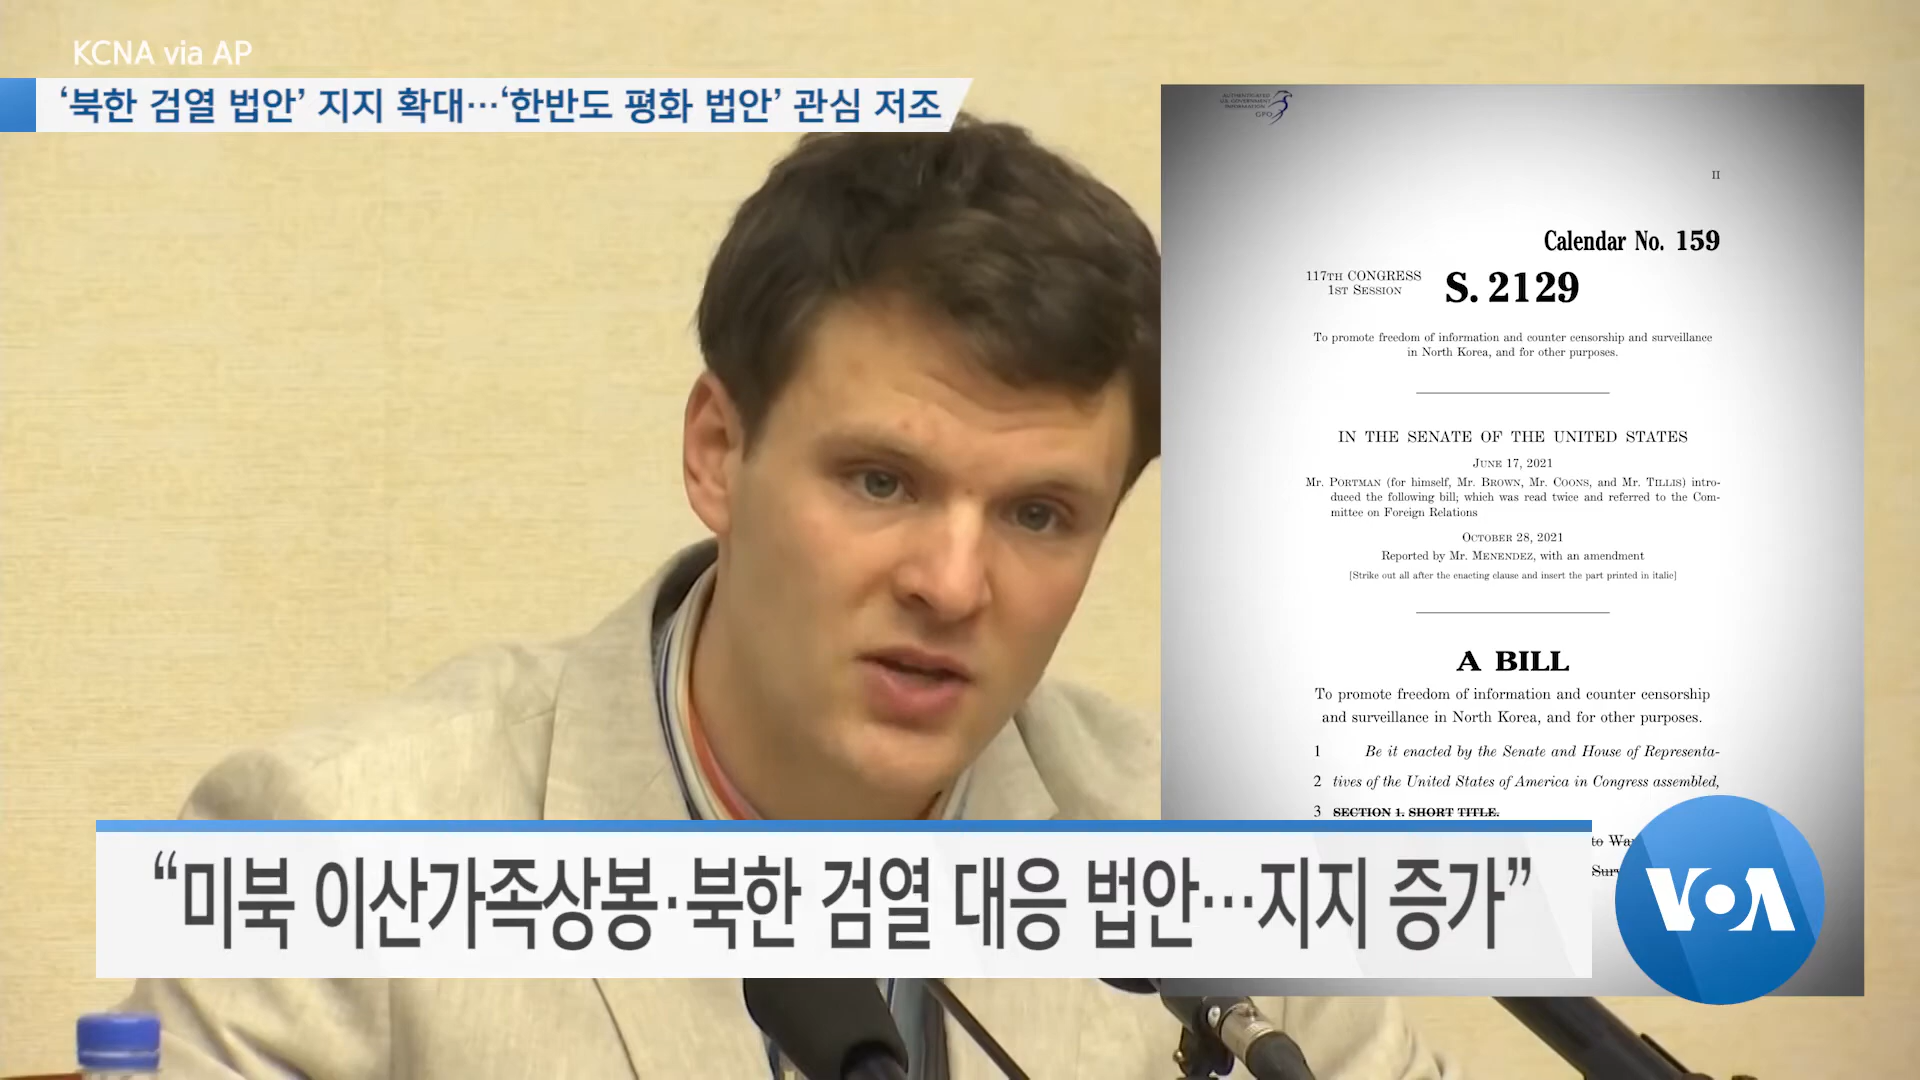 KCNA via AP
‘북한 검열 법안’ 지지 확대…‘한반도 평화 법안’ 관심 저조
AUTHENTICATED
U.S. GOVERNMENT
INFORMATION
GPO
II
Calendar No. 159
117TH CONGRESS
1ST SESSION
S. 2129
To promote freedom of information and counter censorship and surveillance
in North Korea, and for other purposes.
IN THE SENATE OF THE UNITED STATES
JUNE 17, 2021
Mr. PORTMAN (for himself, Mr. BROWN, Mr. COONS, and Mr. TILLIS) intro-
duced the following bill; which was read twice and referred to the Com-
mittee on Foreign Relations
OCTOBER 28, 2021
Reported by Mr. MENENDEZ, with an amendment
[Strike out all after the enacting clause and insert the part printed in italic]
A BILL
To promote freedom of information and counter censorship
and surveillance in North Korea, and for other purposes.
1 Be it enacted by the Senate and House of Representa-
2 tives of the United States of America in Congress assembled,
3 SECTION 1. SHORT TITLE.
to
“미북 이산가족상봉·북한 검열 대응 법안…지지 증가”
VOA